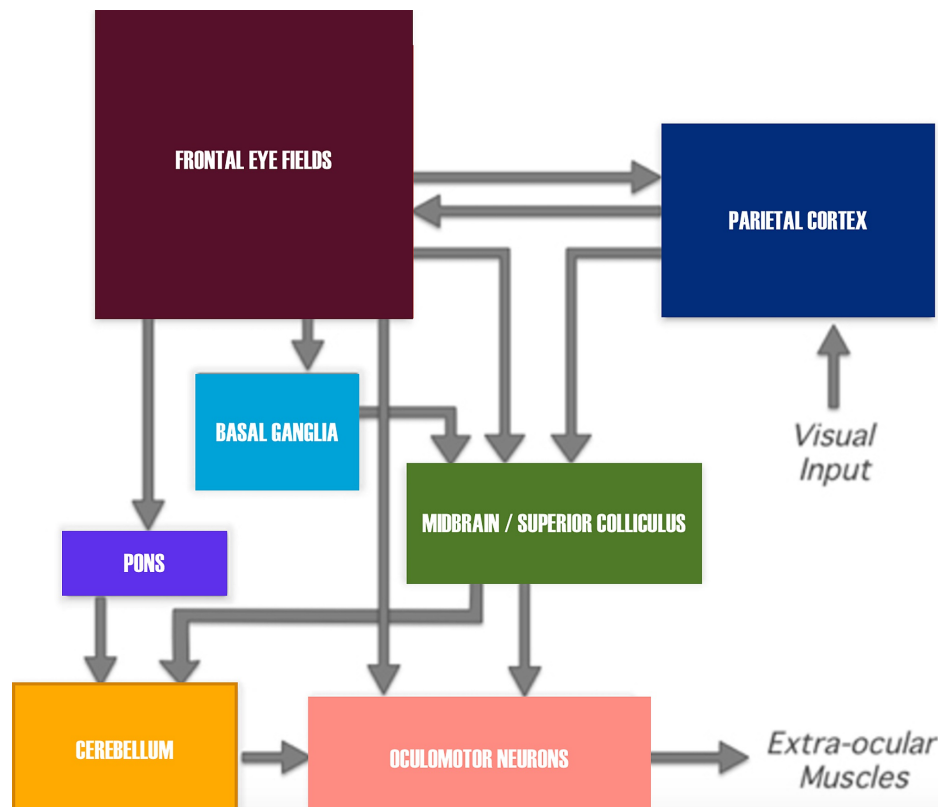 FRONTAL EYE FIELDS
PARIETAL CORTEX
BASAL GANGLIA
Visual
Input
MIDBRAIN / SUPERIOR COLLICULUS
PONS
CEREBELLUM
OCULOMOTOR NEURONS
Extra-ocular
Muscles